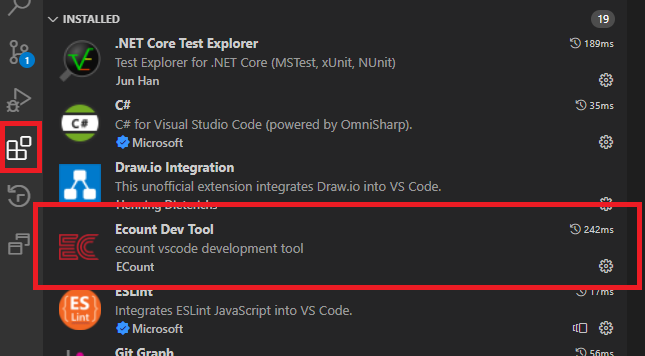 INSTALLED 19
.NET Core Test Explorer 189ms
Test Explorer for .NET Core (MSTest, xUnit, NUnit)
Jun Han
C# 35ms
C#
C# for Visual Studio Code (powered by OmniSharp).
Microsoft
1
Draw.io Integration
This unofficial extension integrates Draw.io into VS Code.
Henning Dieterichs
Ecount Dev Tool 242ms
EC
ecount vscode development tool
ECount
ESLint 17ms
ES
Lint
Integrates ESLint JavaScript into VS Code.
Microsoft
Git Graph 56ms